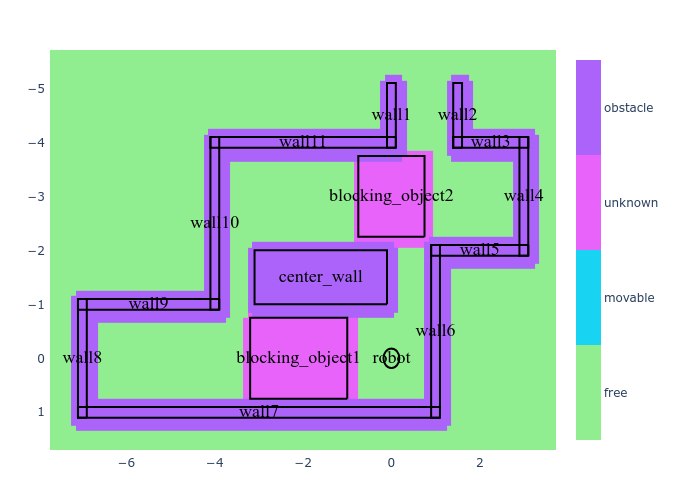 −5
−4
−3
−2
−1
0
1
−6
−4
−2
0
2
wall1
wall2
wall11
wall3
blocking_object2
wall4
wall10
wall5
center_wall
wall9
wall6
wall8
blocking_object1
robot
wall7
obstacle
unknown
movable
free